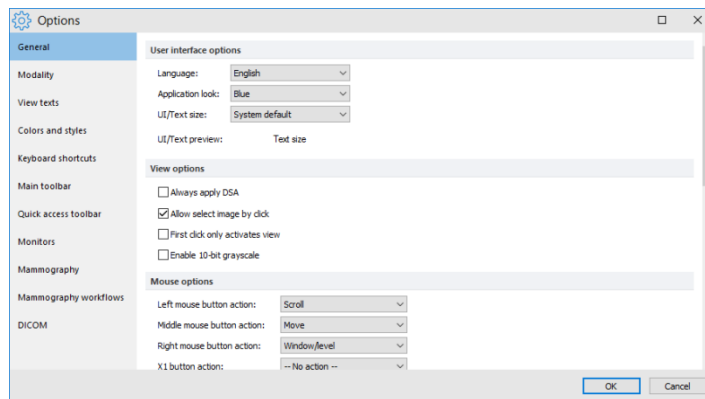 Options
General
Modality
View texts
Colors and styles
Keyboard shortcuts
Main toolbar
Quick access toolbar
Monitors
Mammography
Mammography workflows
DICOM
User interface options
Language: English
Application look: Blue
UI/Text size: System default
UI/Text preview: Text size
View options
Always apply DSA
Allow select image by click
First click only activates view
Enable 10-bit grayscale
Mouse options
Left mouse button action: Scroll
Middle mouse button action: Move
Right mouse button action: Window/level
X1 button action: -- No action --
OK Cancel